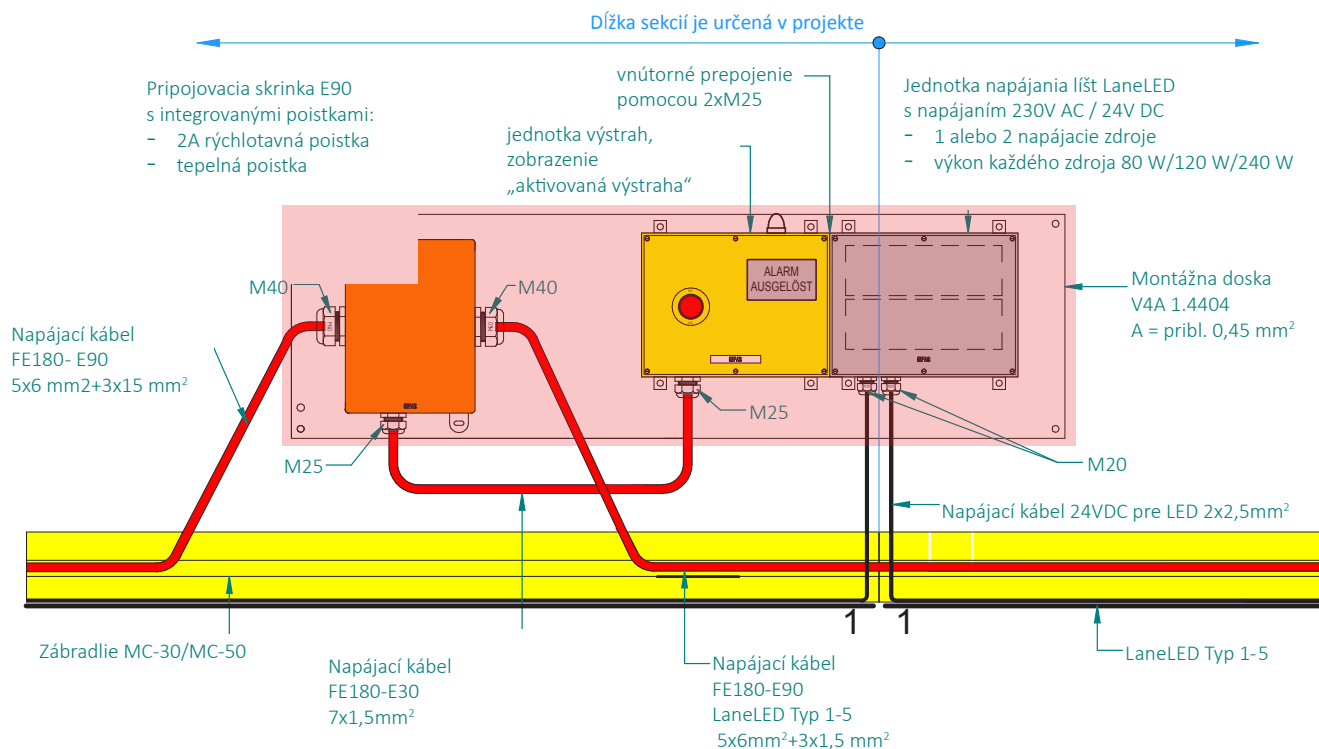 Dĺžka sekcií je určená v projekte
Pripojovacia skrinka E90
s integrovanými poistkami:
- 2A rýchlotavná poistka
- tepelná poistka
vnútorné prepojenie
pomocou 2xM25
jednotka výstrah,
zobrazenie
„aktivovaná výstraha“
Jednotka napájania líšt LaneLED
s napájaním 230V AC / 24V DC
- 1 alebo 2 napájacie zdroje
- výkon každého zdroja 80 W/120 W/240 W
M40
M40
ALARM
AUSGELÖST
Montážna doska
V4A 1.4404
A = pribl. 0,45 mm²
Napájací kábel
FE180- E90
5x6 mm2+3x15 mm²
M25
M25
M20
Napájací kábel 24VDC pre LED 2x2,5mm²
1
1
Zábradlie MC-30/MC-50
LaneLED Typ 1-5
Napájací kábel
FE180-E30
7x1,5mm²
Napájací kábel
FE180-E90
LaneLED Typ 1-5
5x6mm²+3x1,5 mm²